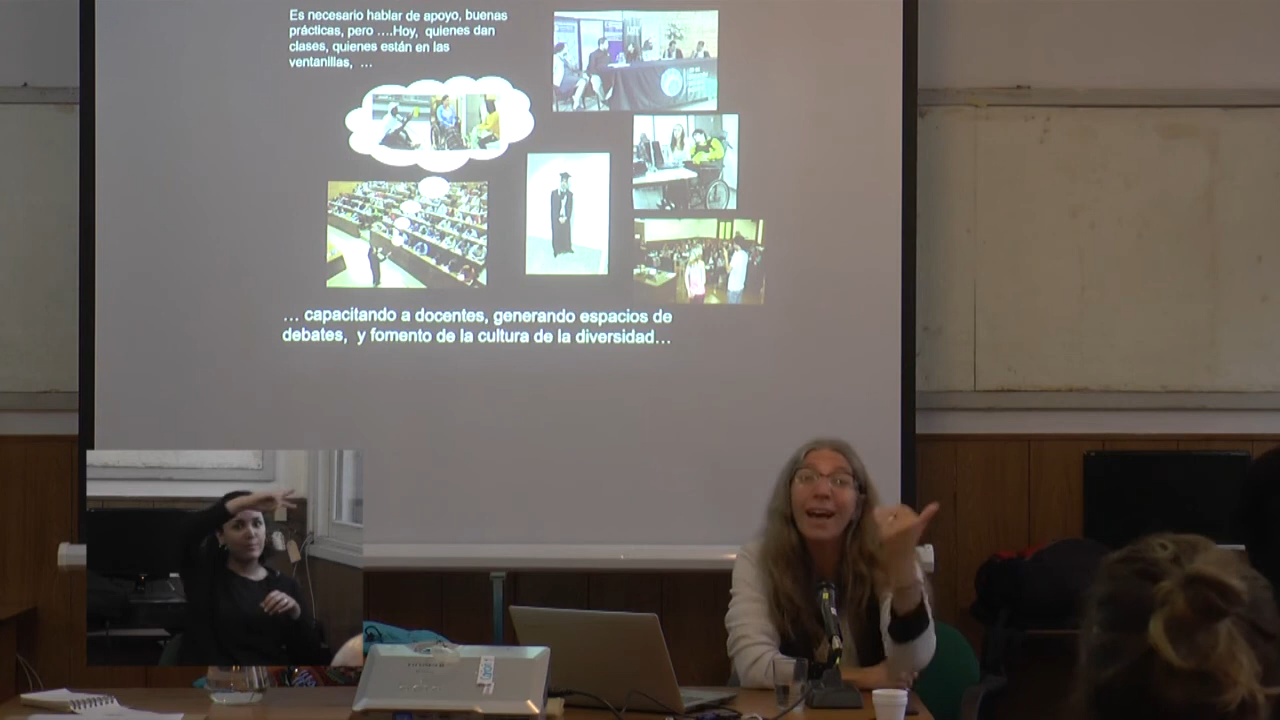 Es necesario hablar de apoyo, buenas
prácticas, pero ....Hoy, quienes dan
clases, quienes están en las
ventanillas, ...
... capacitando a docentes, generando espacios de
debates, y fomento de la cultura de la diversidad...